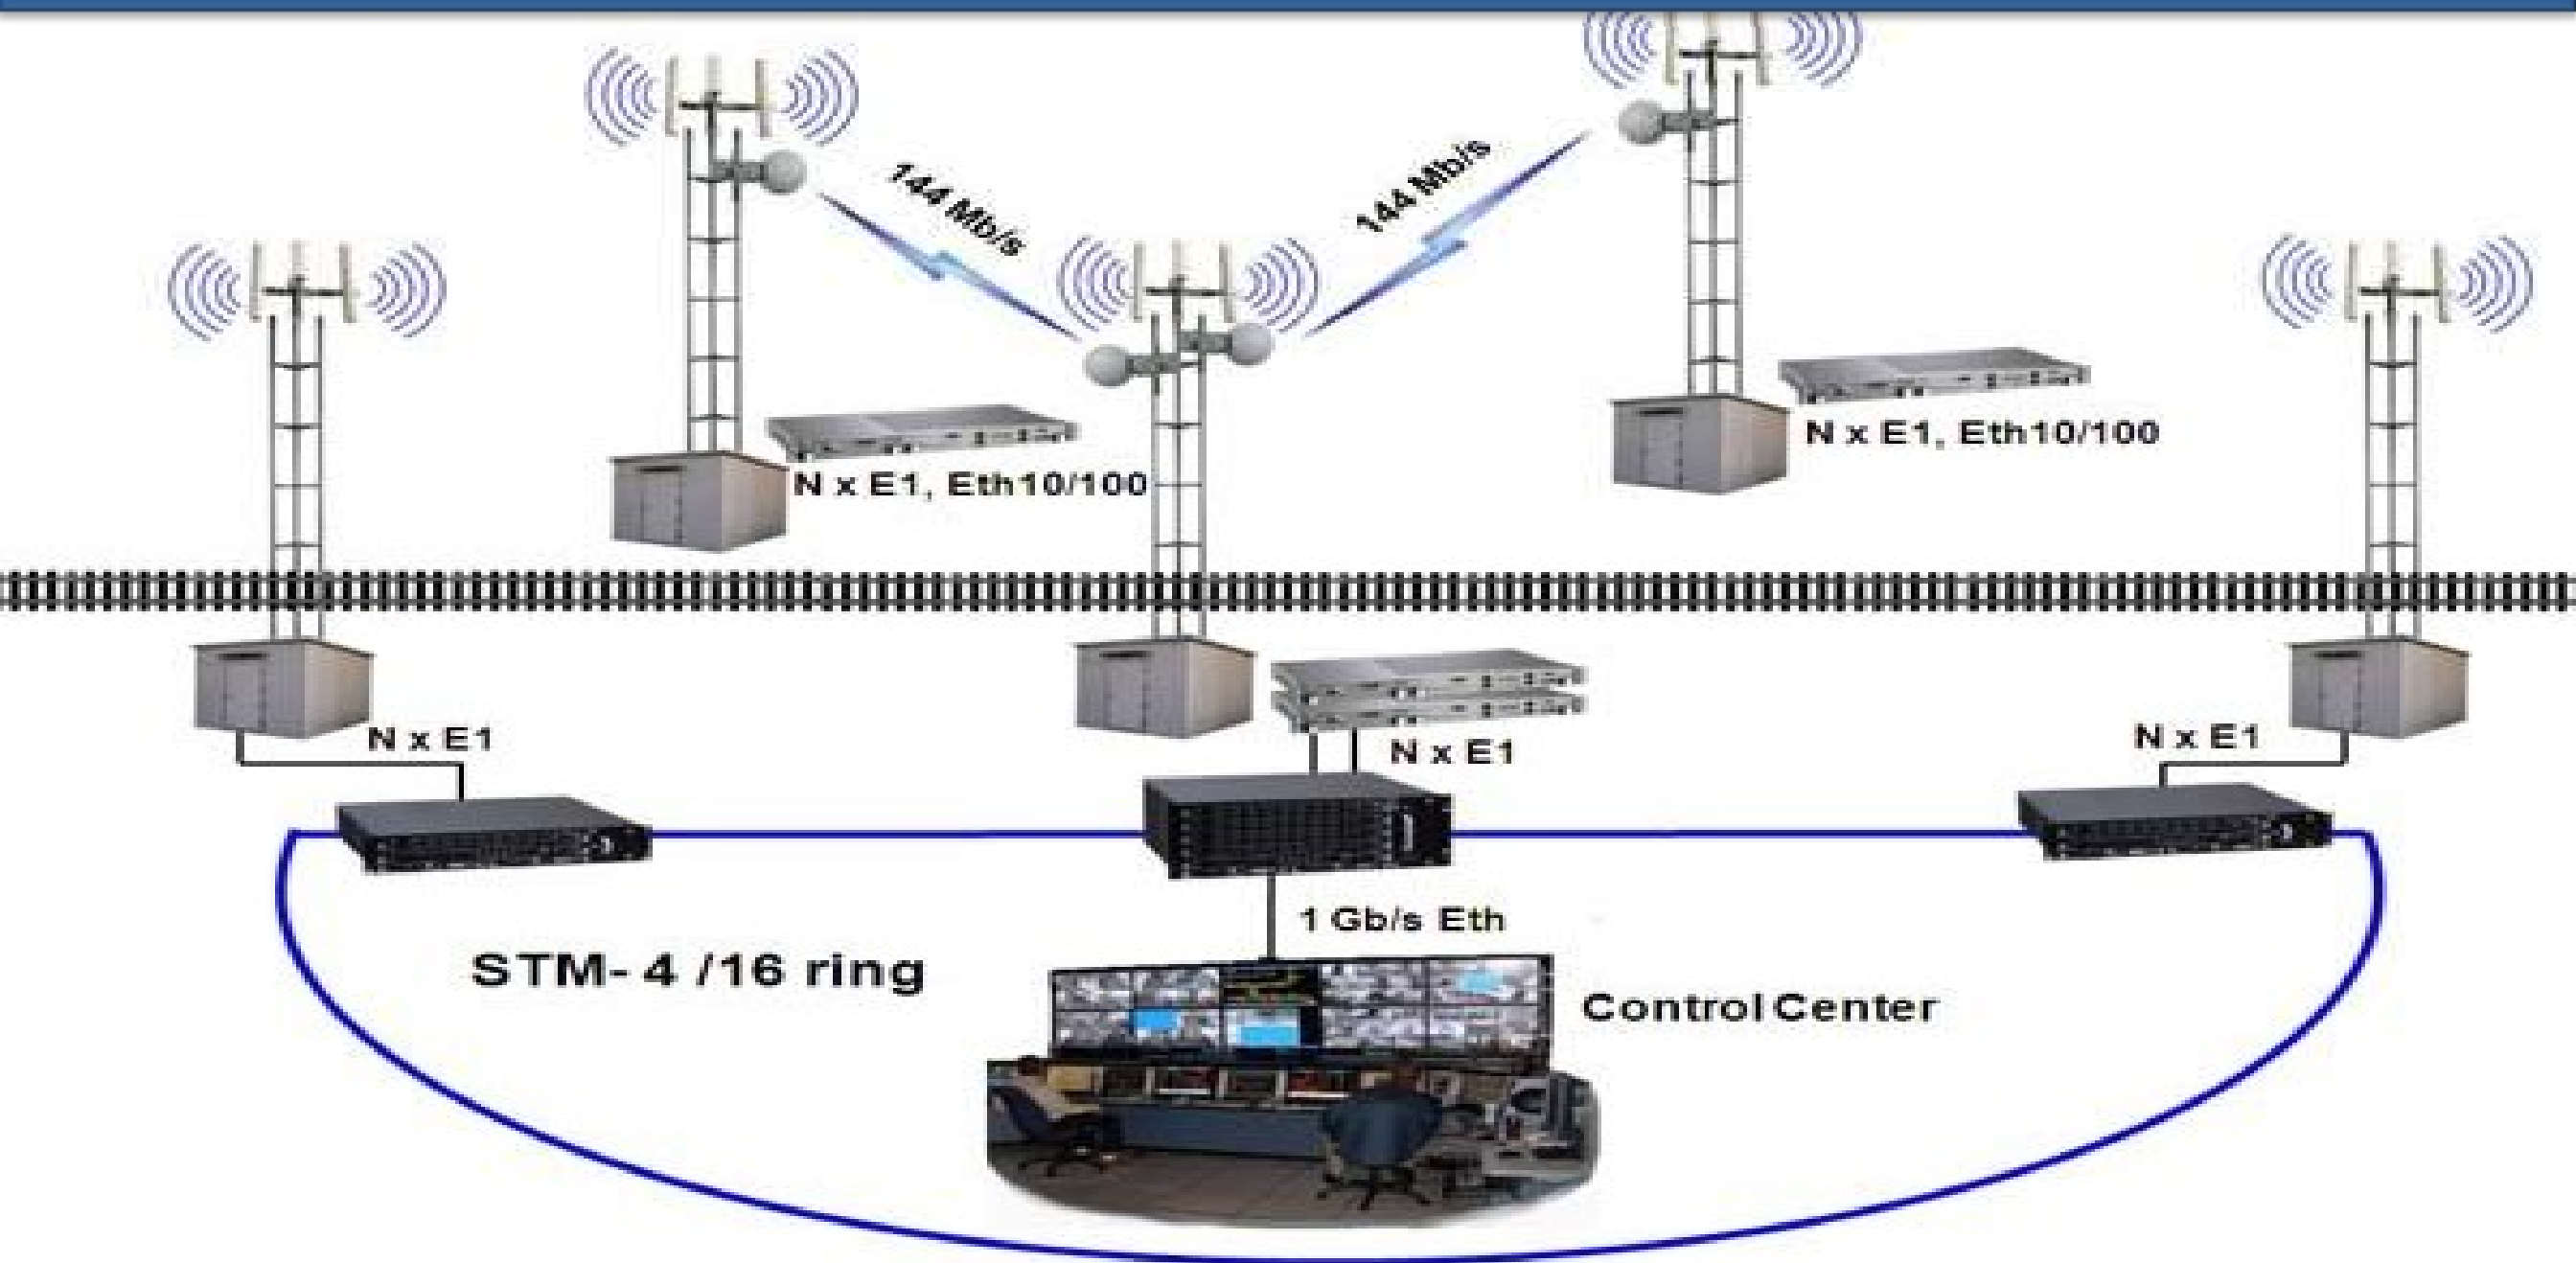 144 Mb/s
144 Mb/s
N x E1, Eth10/100
N x E1, Eth10/100
N x E1
N x E1
N x E1
1 Gb/s Eth
STM- 4 /16 ring
Control Center